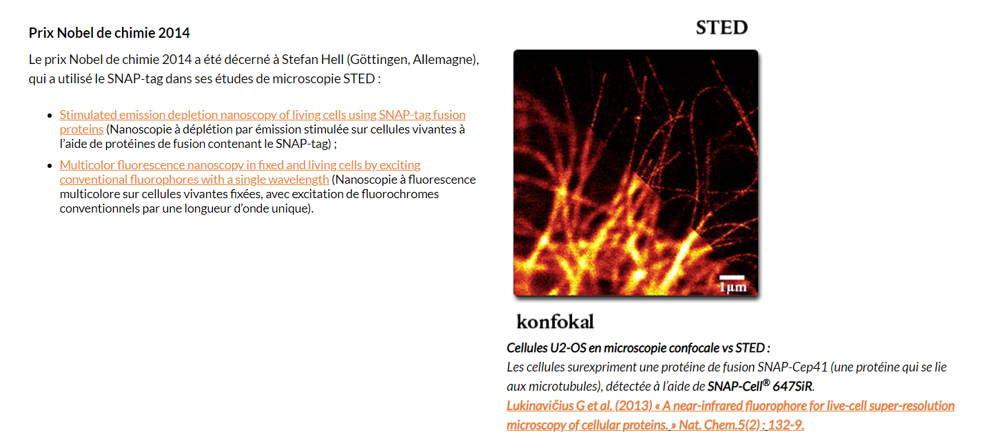 Prix Nobel de chimie 2014
Le prix Nobel de chimie 2014 a été décerné à Stefan Hell (Göttingen, Allemagne),
qui a utilisé le SNAP-tag dans ses études de microscopie STED :
• Stimulated emission depletion nanoscopy of living cells using SNAP-tag fusion
proteins (Nanoscopie à déplétion par émission stimulée sur cellules vivantes à
l’aide de protéines de fusion contenant le SNAP-tag) ;
• Multicolor fluorescence nanoscopy in fixed and living cells by exciting
conventional fluorophores with a single wavelength (Nanoscopie à fluorescence
multicolore sur cellules vivantes fixées, avec excitation de fluorochromes
conventionnels par une longueur d’onde unique).
STED
1µm
konfokal
Cellules U2-OS en microscopie confocale vs STED :
Les cellules surexpriment une protéine de fusion SNAP-Cep41 (une protéine qui se lie
aux microtubules), détectée à l’aide de SNAP-Cell® 647SiR.
Lukinavičius G et al. (2013) « A near-infrared fluorophore for live-cell super-resolution
microscopy of cellular proteins. » Nat. Chem.5(2) : 132-9.